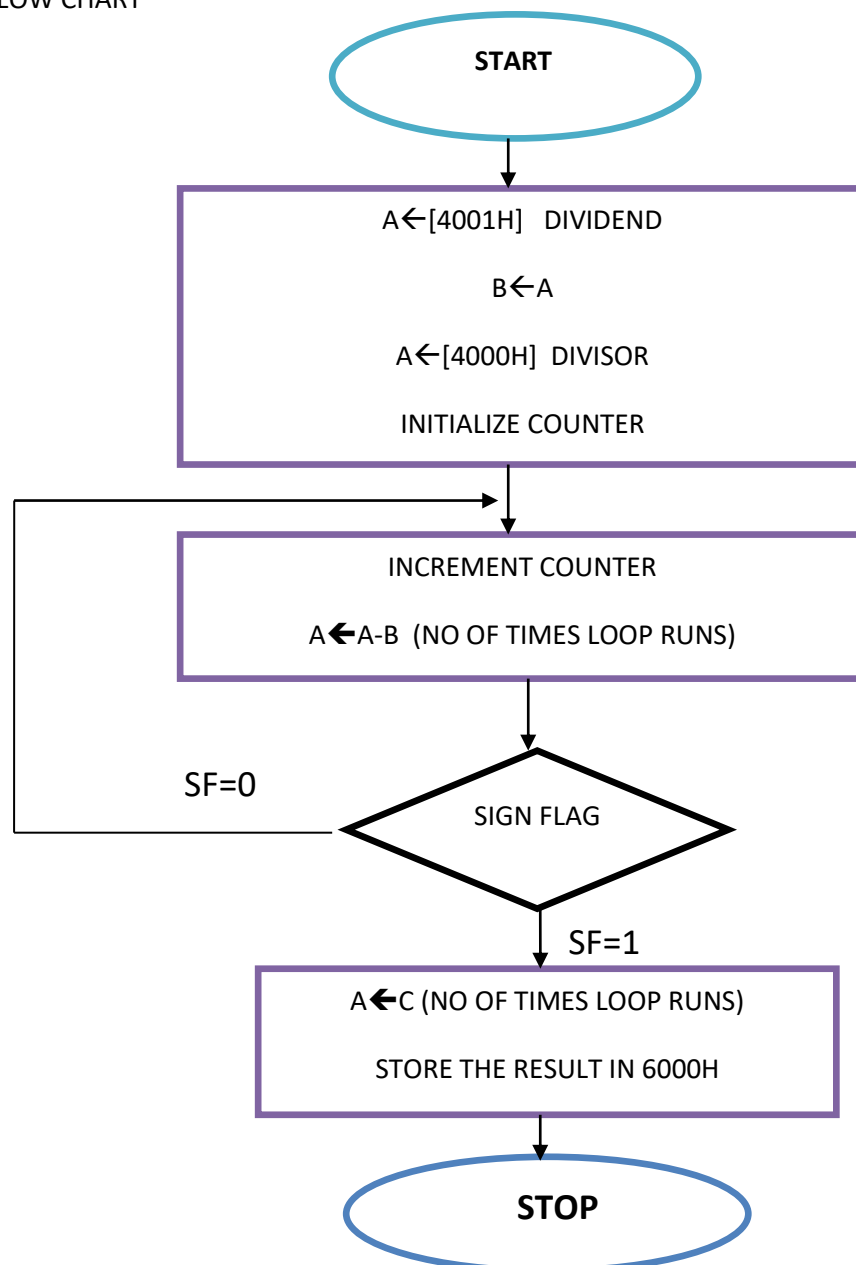 LOW CHART
START
A←[4001H] DIVIDEND
B←A
A←[4000H] DIVISOR
INITIALIZE COUNTER
INCREMENT COUNTER
A←A-B (NO OF TIMES LOOP RUNS)
SF=0
SIGN FLAG
SF=1
A←C (NO OF TIMES LOOP RUNS)
STORE THE RESULT IN 6000H
STOP